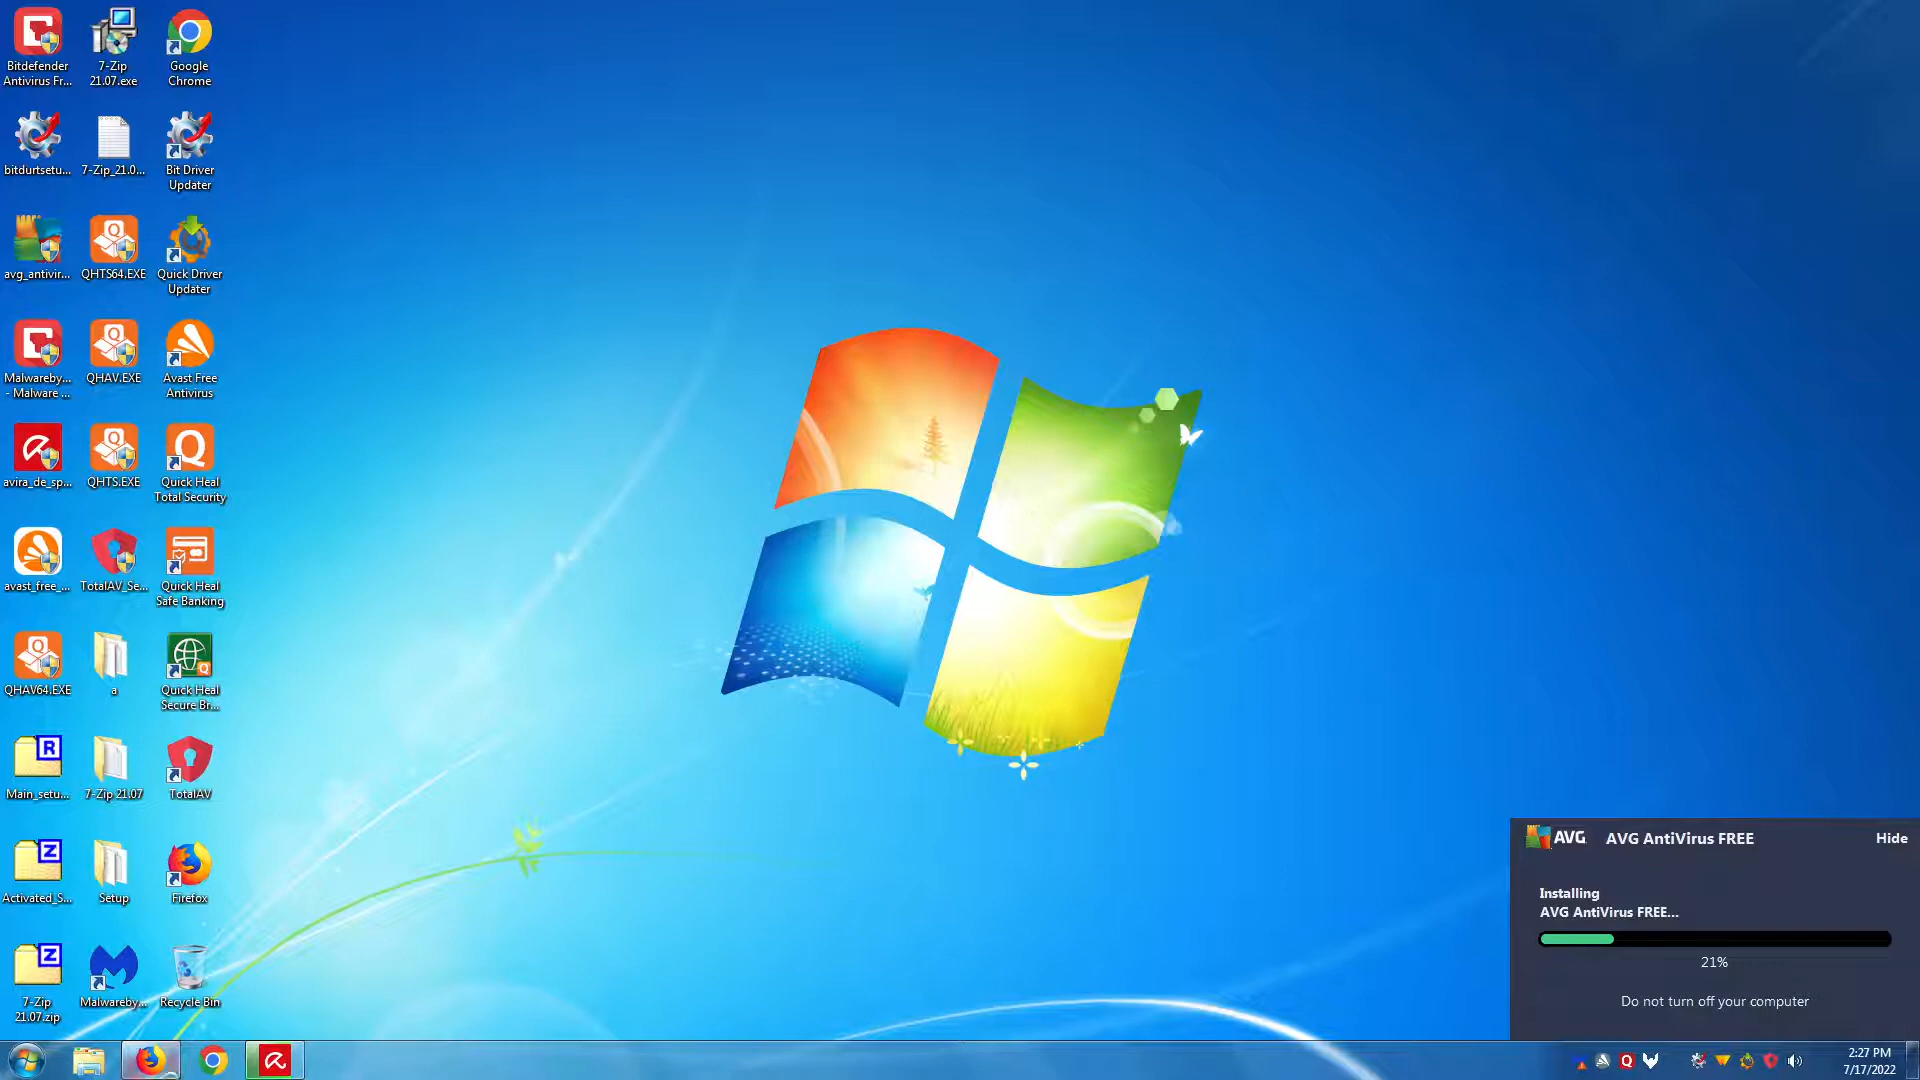 Bitdefender
Antivirus Fr...
7-Zip
21.07.exe
Google
Chrome
bitdurtsetu...
7-Zip_21.0...
Bit Driver
Updater
avg_antivir...
QHTS64.EXE
Quick Driver
Updater
Malwareby...
- Malware ...
QHAV.EXE
Avast Free
Antivirus
avira_de_sp...
QHTS.EXE
Quick Heal
Total Security
avast_free_...
TotalAV_Se...
Quick Heal
Safe Banking
QHAV64.EXE
a
Quick Heal
Secure Br...
Main_setu...
7-Zip 21.07
TotalAV
Activated_S...
Setup
Firefox
7-Zip
21.07.zip
Malwareby...
Recycle Bin
AVG
AVG AntiVirus FREE
Hide
Installing
AVG AntiVirus FREE...
21%
Do not turn off your computer
2:27 PM
7/17/2022